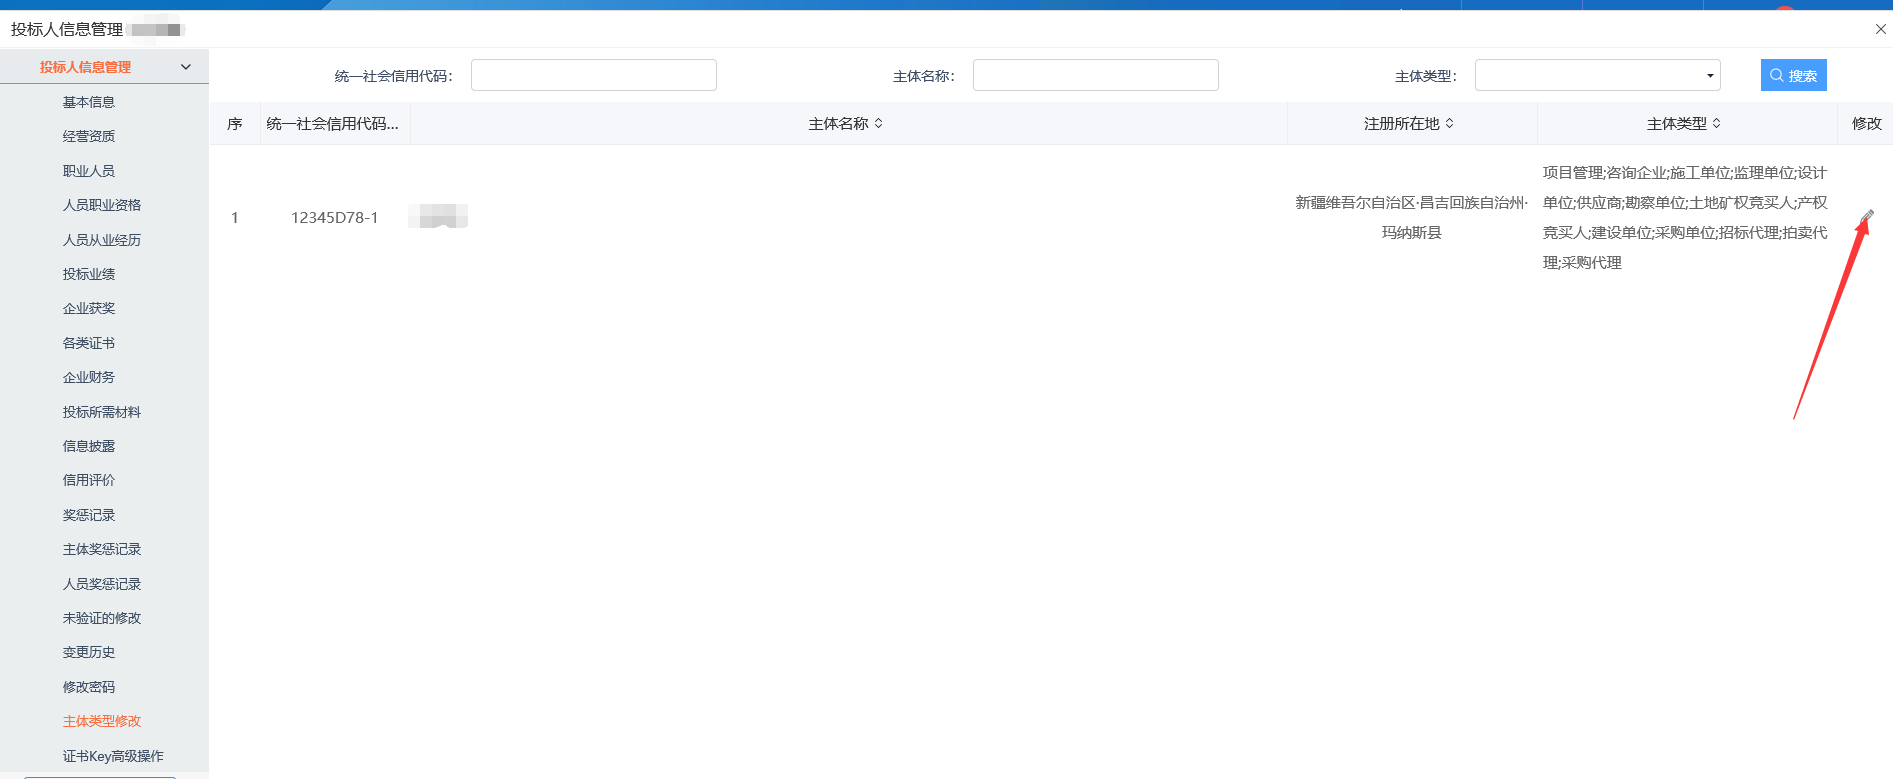 投标人信息管理
投标人信息管理
基本信息
经营资质
职业人员
人员职业资格
人员从业经历
投标业绩
企业获奖
各类证书
企业财务
投标所需材料
信息披露
信用评价
奖惩记录
主体奖惩记录
人员奖惩记录
未验证的修改
变更历史
修改密码
主体类型修改
证书Key高级操作
统一社会信用代码： 主体名称： 主体类型： 搜索
序 统一社会信用代码... 主体名称 注册所在地 主体类型 修改
1 12345D78-1
新疆维吾尔自治区·昌吉回族自治州·
玛纳斯县
项目管理;咨询企业;施工单位;监理单位;设计
单位;供应商;勘察单位;土地矿权竞买人;产权
竞买人;建设单位;采购单位;招标代理;拍卖代
理;采购代理